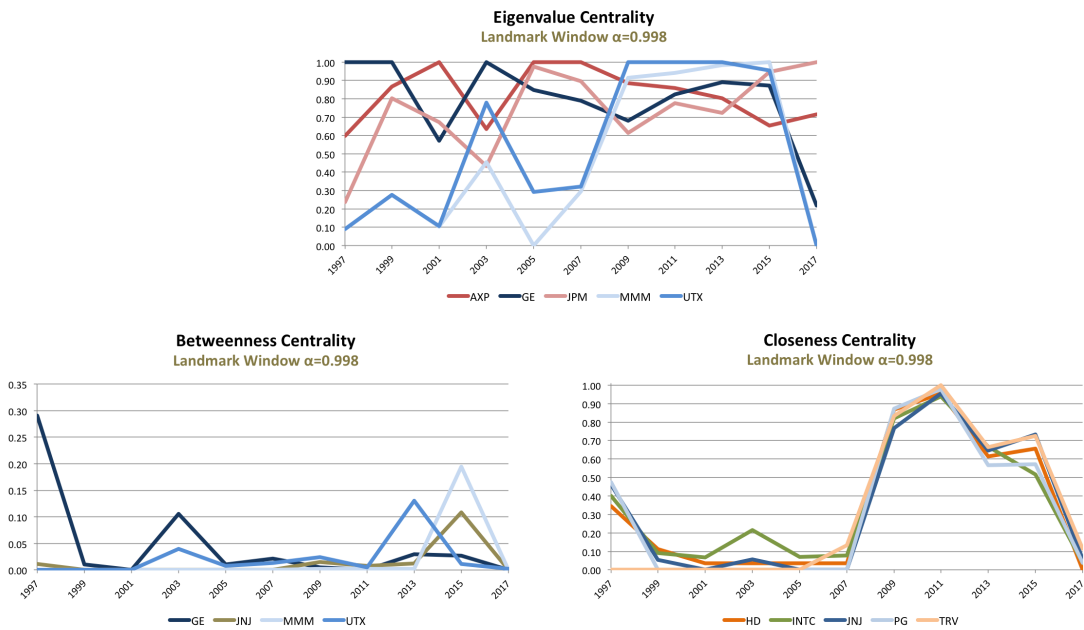 Eigenvalue Centrality
Landmark Window α=0.998
1.00
0.90
0.80
0.70
0.60
0.50
0.40
0.30
0.20
0.10
0.00
1997 1999 2001 2003 2005 2007 2009 2011 2013 2015 2017
AXP GE JPM MMM UTX
Betweenness Centrality
Landmark Window α=0.998
0.35
0.30
0.25
0.20
0.15
0.10
0.05
0.00
1997 1999 2001 2003 2005 2007 2009 2011 2013 2015 2017
GE JNJ MMM UTX
Closeness Centrality
Landmark Window α=0.998
1.00
0.90
0.80
0.70
0.60
0.50
0.40
0.30
0.20
0.10
0.00
1997 1999 2001 2003 2005 2007 2009 2011 2013 2015 2017
HD INTC JNJ PG TRV